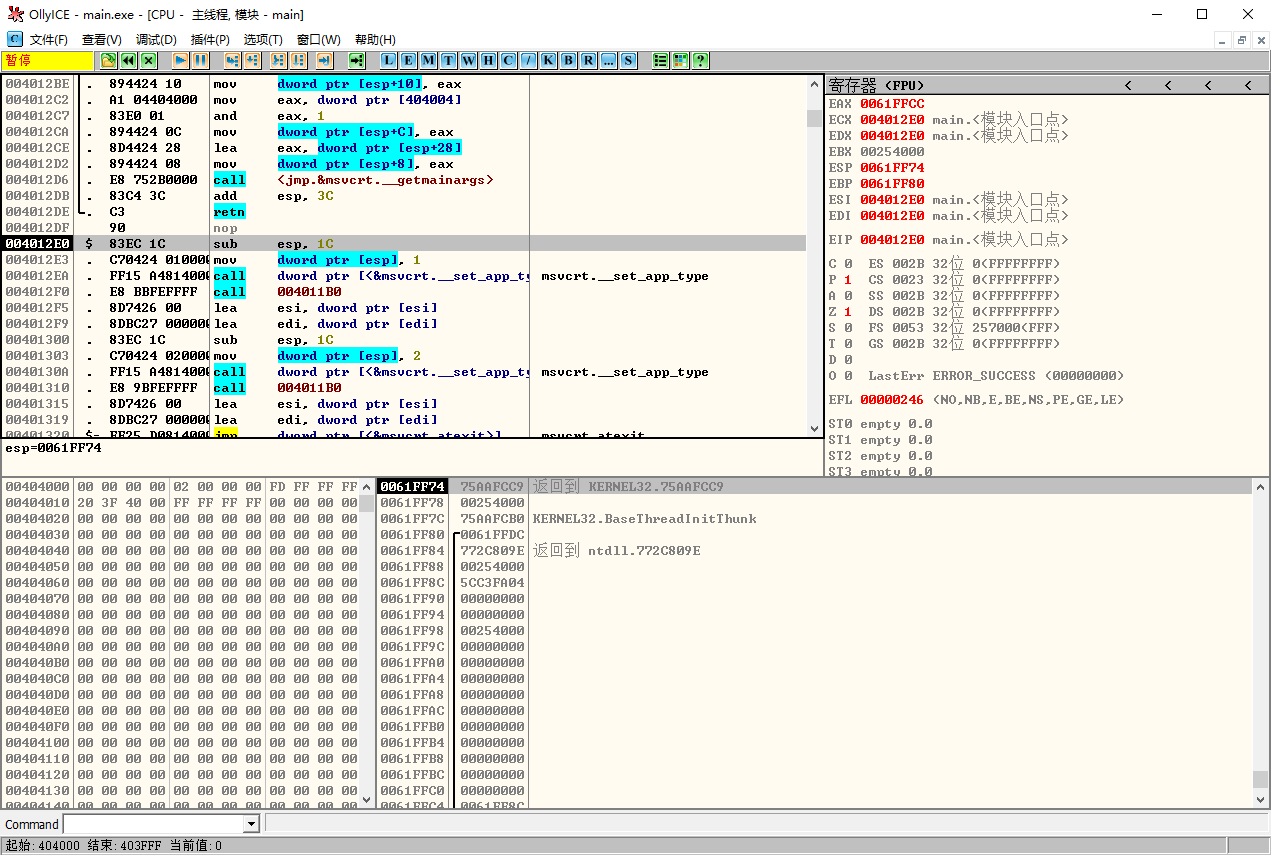 OllyICE - main.exe - [CPU - 主线程, 模块 - main]
文件(F) 查看(V) 调试(D) 插件(P) 选项(T) 窗口(W) 帮助(H)
暂停 L E M T W H C / K B R ... S ?
004012BE . 894424 10 mov dword ptr [esp+10], eax
004012C2 . A1 04404000 mov eax, dword ptr [404004]
004012C7 . 83E0 01 and eax, 1
004012CA . 894424 0C mov dword ptr [esp+C], eax
004012CE . 8D4424 28 lea eax, dword ptr [esp+28]
004012D2 . 894424 08 mov dword ptr [esp+8], eax
004012D6 . E8 752B0000 call <jmp.&msvcrt.__getmainargs>
004012DB . 83C4 3C add esp, 3C
004012DE . C3 retn
004012DF 90 nop
004012E0 $ 83EC 1C sub esp, 1C
004012E3 . C70424 010000 mov dword ptr [esp], 1
004012EA . FF15 A4814000 call dword ptr [<&msvcrt.__set_app_ty msvcrt.__set_app_type
004012F0 . E8 BBFEFFFF call 004011B0
004012F5 . 8D7426 00 lea esi, dword ptr [esi]
004012F9 . 8DBC27 000000 lea edi, dword ptr [edi]
00401300 . 83EC 1C sub esp, 1C
00401303 . C70424 020000 mov dword ptr [esp], 2
0040130A . FF15 A4814000 call dword ptr [<&msvcrt.__set_app_ty msvcrt.__set_app_type
00401310 . E8 9BFEFFFF call 004011B0
00401315 . 8D7426 00 lea esi, dword ptr [esi]
00401319 . 8DBC27 000000 lea edi, dword ptr [edi]
00401320 $- FF25 D0814000 jmp dword ptr [<&msvcrt.atexit>] msvcrt.atexit
esp=0061FF74
寄存器 (FPU) < < < <
EAX 0061FFCC
ECX 004012E0 main.<模块入口点>
EDX 004012E0 main.<模块入口点>
EBX 00254000
ESP 0061FF74
EBP 0061FF80
ESI 004012E0 main.<模块入口点>
EDI 004012E0 main.<模块入口点>
EIP 004012E0 main.<模块入口点>
C 0 ES 002B 32位 0(FFFFFFFF)
P 1 CS 0023 32位 0(FFFFFFFF)
A 0 SS 002B 32位 0(FFFFFFFF)
Z 1 DS 002B 32位 0(FFFFFFFF)
S 0 FS 0053 32位 257000(FFF)
T 0 GS 002B 32位 0(FFFFFFFF)
D 0
O 0 LastErr ERROR_SUCCESS (00000000)
EFL 00000246 (NO,NB,E,BE,NS,PE,GE,LE)
ST0 empty 0.0
ST1 empty 0.0
ST2 empty 0.0
ST3 empty 0.0
00404000 00 00 00 00 02 00 00 00 FD FF FF FF
00404010 20 3F 40 00 FF FF FF FF 00 00 00 00
00404020 00 00 00 00 00 00 00 00 00 00 00 00
00404030 00 00 00 00 00 00 00 00 00 00 00 00
00404040 00 00 00 00 00 00 00 00 00 00 00 00
00404050 00 00 00 00 00 00 00 00 00 00 00 00
00404060 00 00 00 00 00 00 00 00 00 00 00 00
00404070 00 00 00 00 00 00 00 00 00 00 00 00
00404080 00 00 00 00 00 00 00 00 00 00 00 00
00404090 00 00 00 00 00 00 00 00 00 00 00 00
004040A0 00 00 00 00 00 00 00 00 00 00 00 00
004040B0 00 00 00 00 00 00 00 00 00 00 00 00
004040C0 00 00 00 00 00 00 00 00 00 00 00 00
004040D0 00 00 00 00 00 00 00 00 00 00 00 00
004040E0 00 00 00 00 00 00 00 00 00 00 00 00
004040F0 00 00 00 00 00 00 00 00 00 00 00 00
00404100 00 00 00 00 00 00 00 00 00 00 00 00
00404110 00 00 00 00 00 00 00 00 00 00 00 00
00404120 00 00 00 00 00 00 00 00 00 00 00 00
00404130 00 00 00 00 00 00 00 00 00 00 00 00
00404140 00 00 00 00 00 00 00 00 00 00 00 00
0061FF74 75AAFCC9 返回到 KERNEL32.75AAFCC9
0061FF78 00254000
0061FF7C 75AAFCB0 KERNEL32.BaseThreadInitThunk
0061FF80 0061FFDC
0061FF84 772C809E 返回到 ntdll.772C809E
0061FF88 00254000
0061FF8C 5CC3FA04
0061FF90 00000000
0061FF94 00000000
0061FF98 00254000
0061FF9C 00000000
0061FFA0 00000000
0061FFA4 00000000
0061FFA8 00000000
0061FFAC 00000000
0061FFB0 00000000
0061FFB4 00000000
0061FFB8 00000000
0061FFBC 00000000
0061FFC0 00000000
0061FFC4 0061FF8C
Command
起始: 404000 结束: 403FFF 当前值: 0